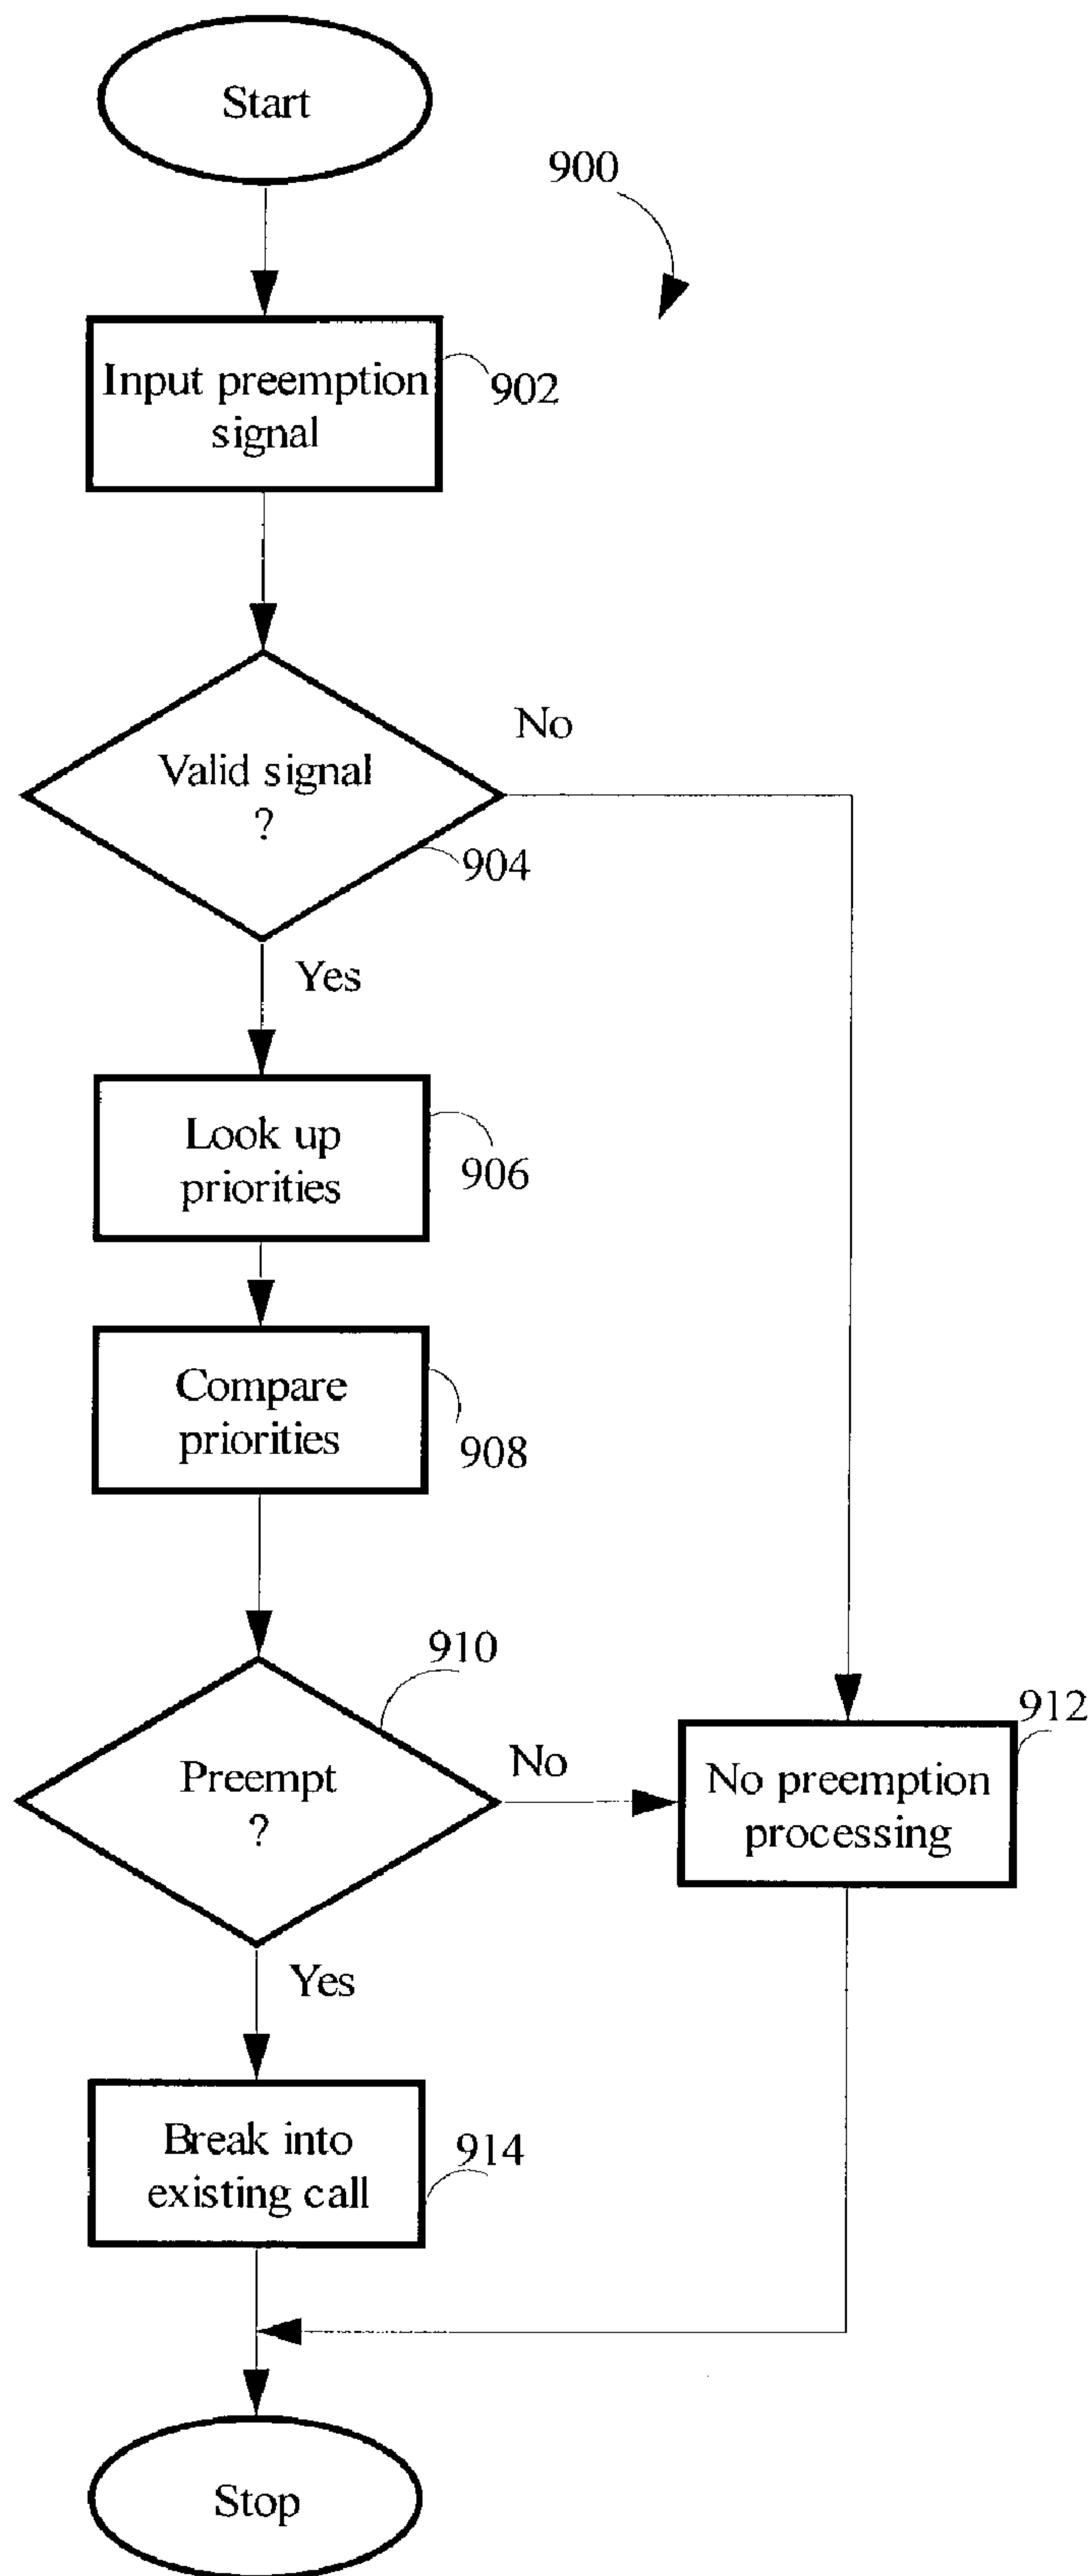 Start
900
Input preemption
signal
902
No
Valid signal
?
904
Yes
Look up
priorities
906
Compare
priorities
908
910
Preempt
?
No
912
No preemption
processing
Yes
Break into
existing call
914
Stop